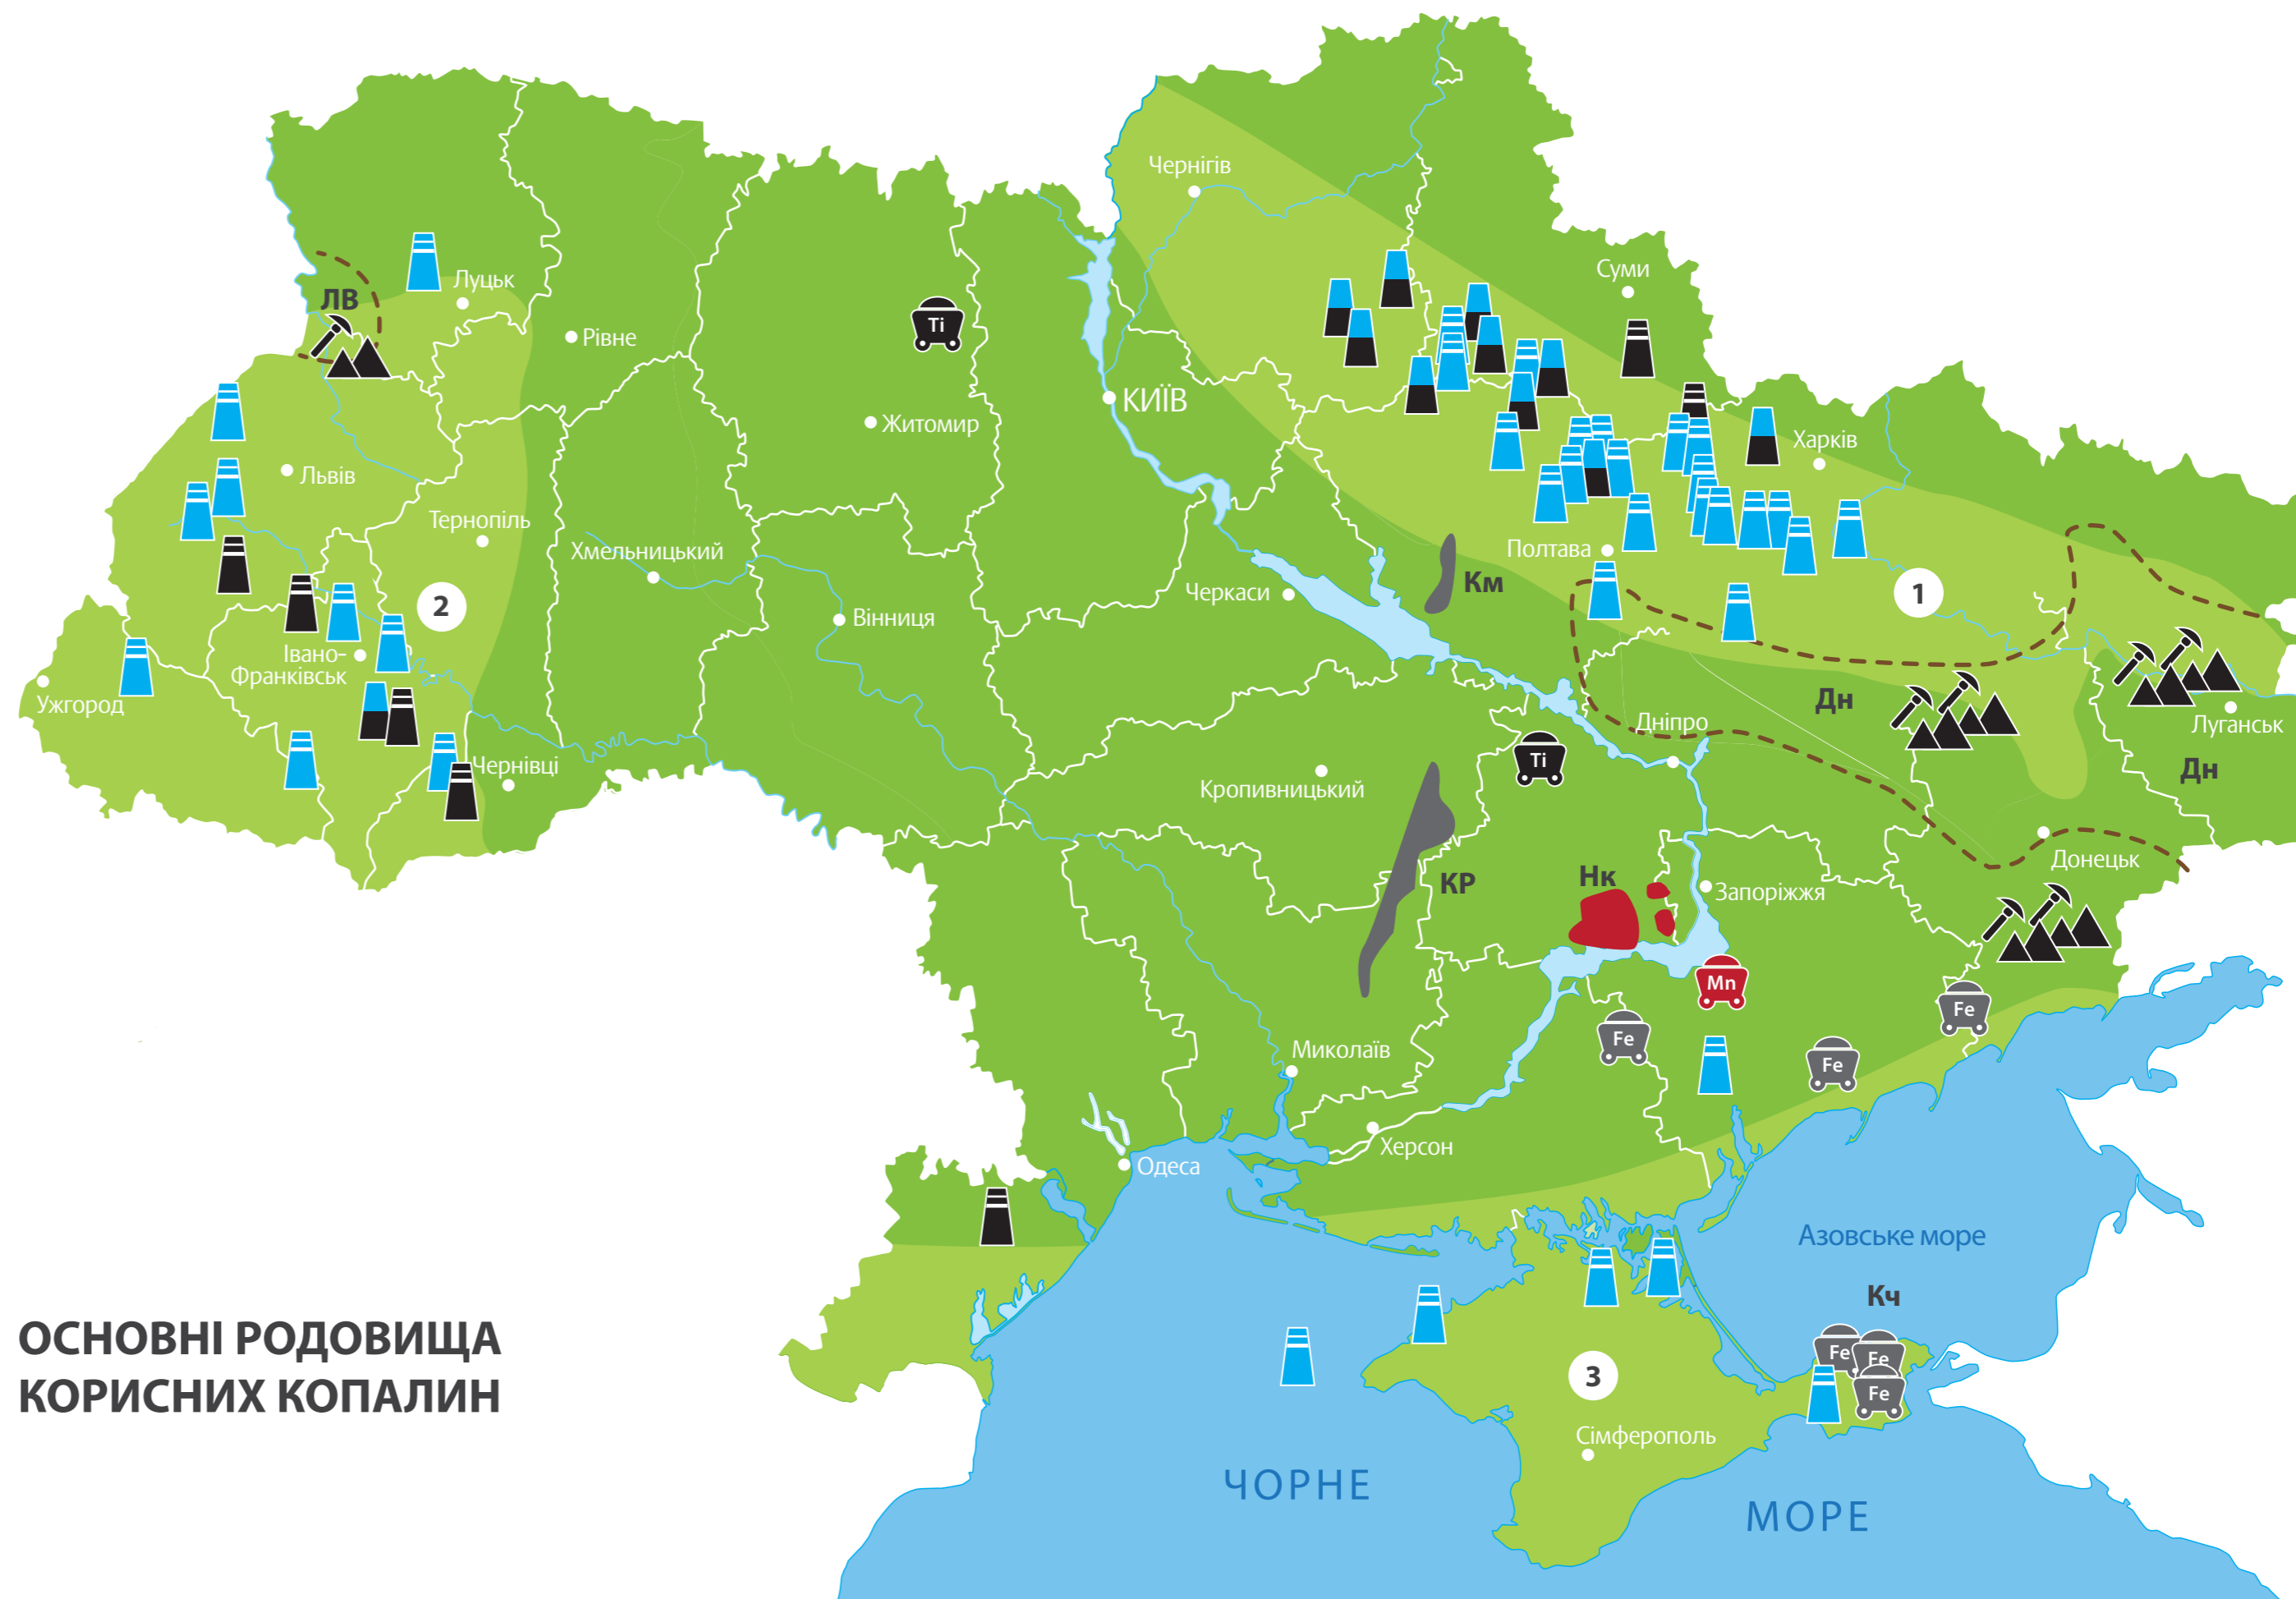 Чернігів
Суми
Луцьк
ЛВ
Рівне
Ti
КИЇВ
Житомир
Харків
Львів
Тернопіль
Хмельницький
Полтава
Км
Черкаси
1
2
Вінниця
Івано-
Франківськ
Ужгород
Дн
Дніпро
Луганськ
Ti
Чернівці
Дн
Кропивницький
Донецьк
КР
Нк
Запоріжжя
Mn
Fe
Fe
Fe
Миколаїв
Херсон
Одеса
Азовське море
Кч
ОСНОВНІ РОДОВИЩА
КОРИСНИХ КОПАЛИН
Fe
Fe
Fe
3
Сімферополь
ЧОРНЕ
МОРЕ